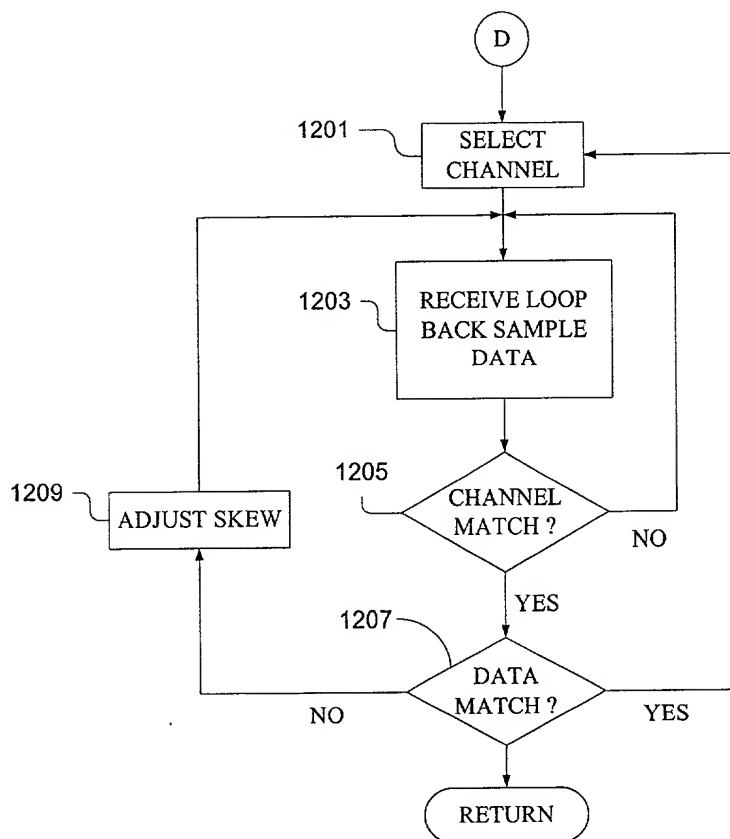 D
1201
SELECT
CHANNEL
1203
RECEIVE LOOP
BACK SAMPLE
DATA
1205
CHANNEL
MATCH ?
NO
1209
ADJUST SKEW
YES
1207
DATA
MATCH ?
NO
YES
RETURN